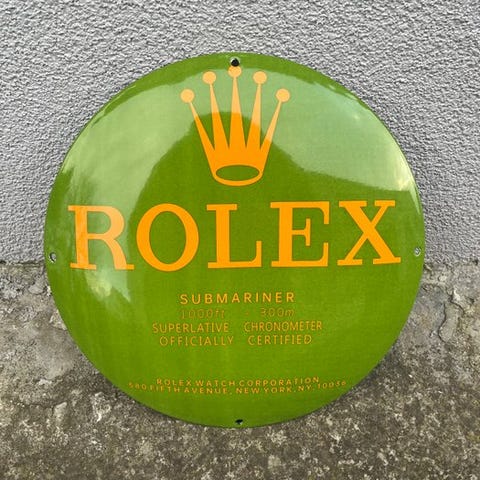 ROLEX
SUBMARINER
1000ft 300m
SUPERLATIVE CHRONOMETER
OFFICIALLY CERTIFIED
ROLEX WATCH CORPORATION
580 FIFTH AVENUE, NEW YORK, NY, 10036